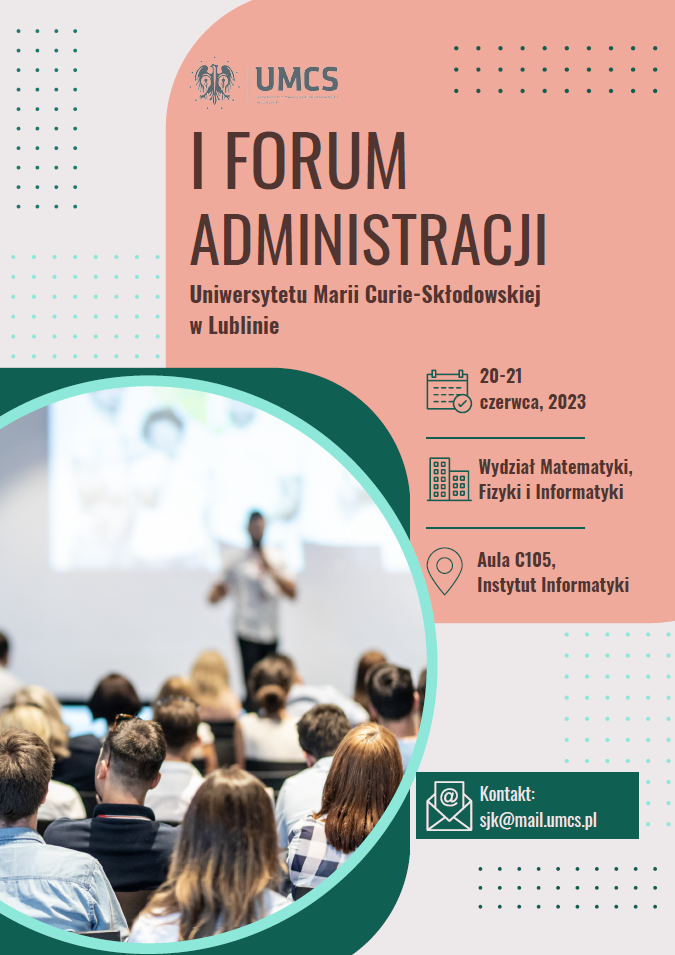 UMCS
I FORUM
ADMINISTRACJI
Uniwersytetu Marii Curie-Skłodowskiej
w Lublinie
20-21
czerwca, 2023
Wydział Matematyki,
Fizyki i Informatyki
Aula C105,
Instytut Informatyki
Kontakt:
sjk@mail.umcs.pl